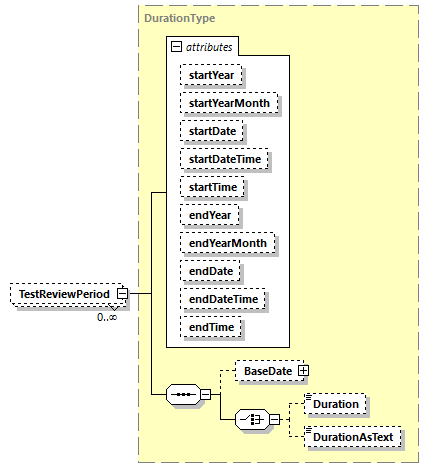 DurationType
attributes
startYear
startYearMonth
startDate
startDateTime
startTime
endYear
endYearMonth
endDate
endDateTime
endTime
TestReviewPeriod
0..∞
BaseDate
Duration
DurationAsText